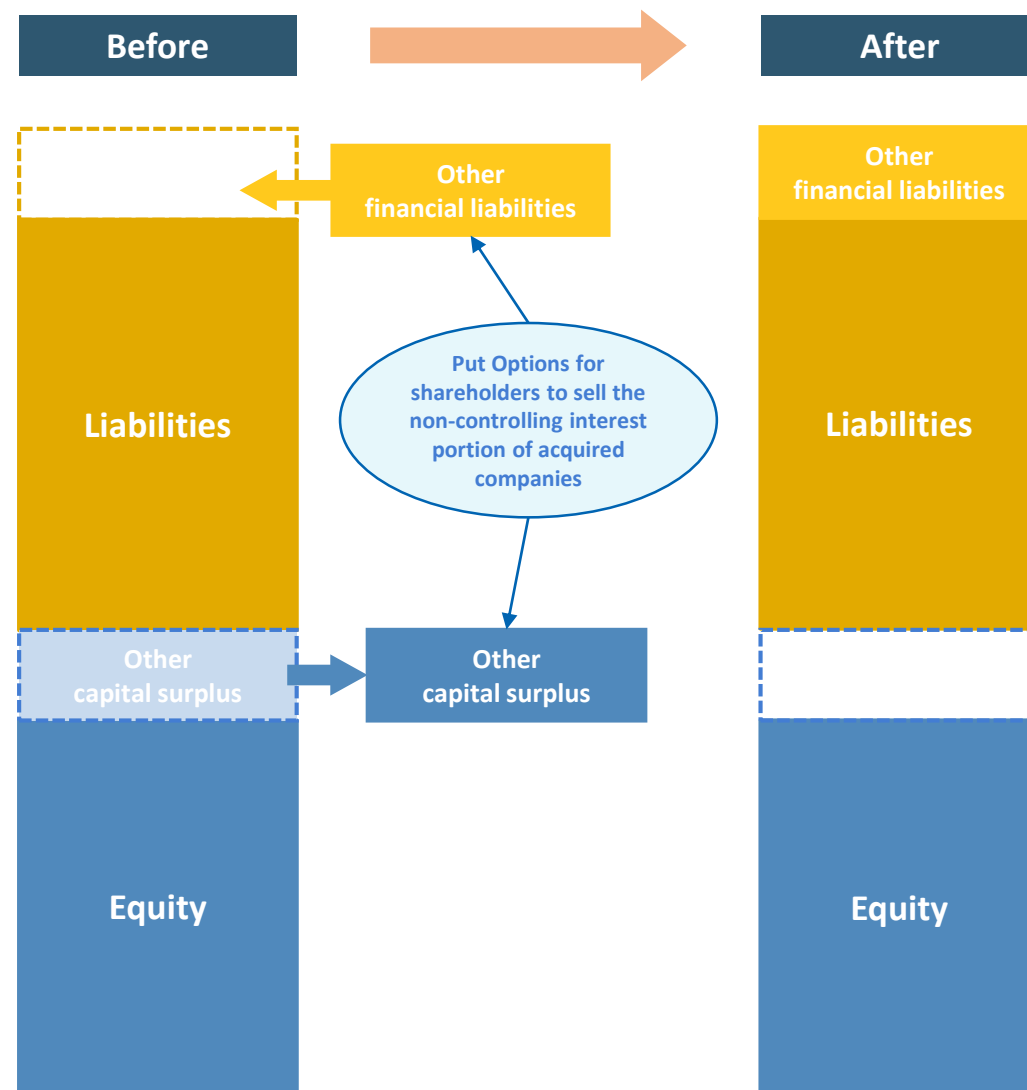 Before
After
Other
financial liabilities
Other
financial liabilities
Put Options for
shareholders to sell the
non-controlling interest
portion of acquired
companies
Liabilities
Liabilities
Other
capital surplus
Other
capital surplus
Equity
Equity